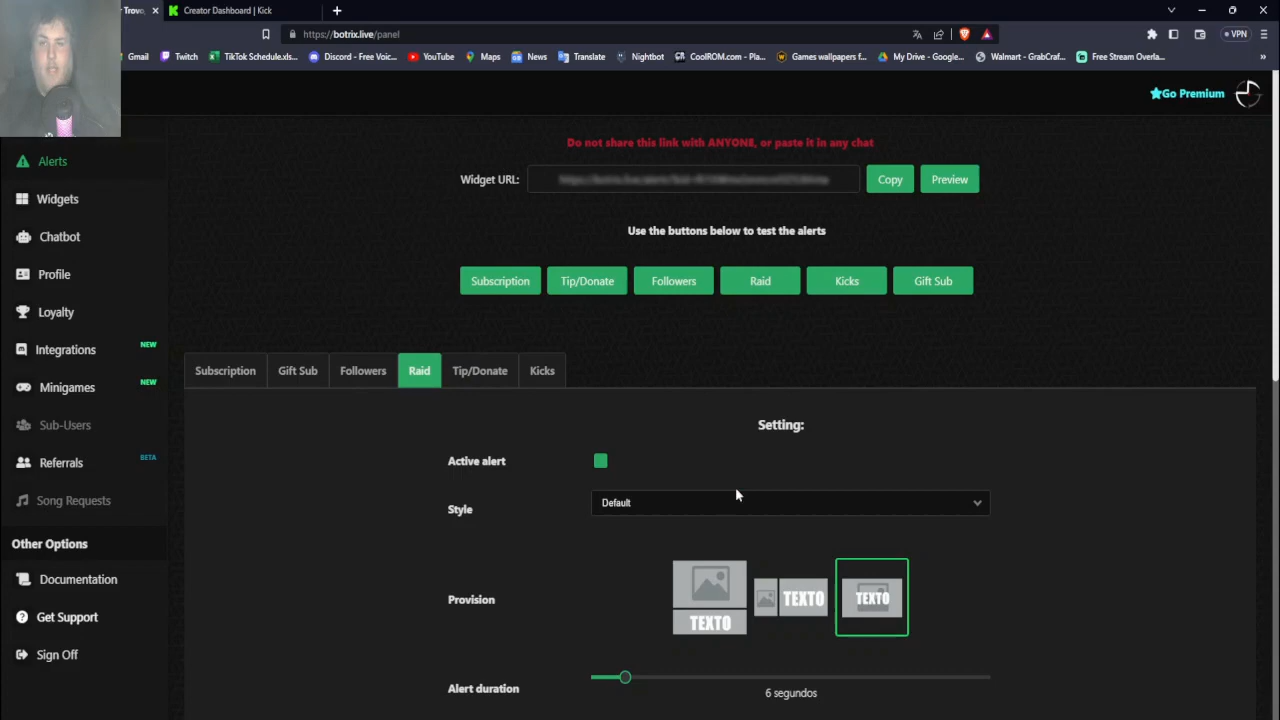 r Trovo,
Creator Dashboard | Kick
https://botrix.live/panel
VPN
Gmail
Twitch
TikTok Schedule.xls...
Discord - Free Voic...
YouTube
Maps
News
Translate
Nightbot
CoolROM.com - Pla...
Games wallpapers f...
My Drive - Google...
Walmart - GrabCraf...
Free Stream Overla...
Go Premium
Do not share this link with ANYONE, or paste it in any chat
Widget URL:
Copy
Preview
Use the buttons below to test the alerts
Subscription
Tip/Donate
Followers
Raid
Kicks
Gift Sub
Alerts
Widgets
Chatbot
Profile
Loyalty
Integrations NEW
Minigames NEW
Sub-Users
Referrals BETA
Song Requests
Other Options
Documentation
Get Support
Sign Off
Subscription
Gift Sub
Followers
Raid
Tip/Donate
Kicks
Setting:
Active alert
Style
Default
Provision
TEXTO
TEXTO
TEXTO
Alert duration
6 segundos